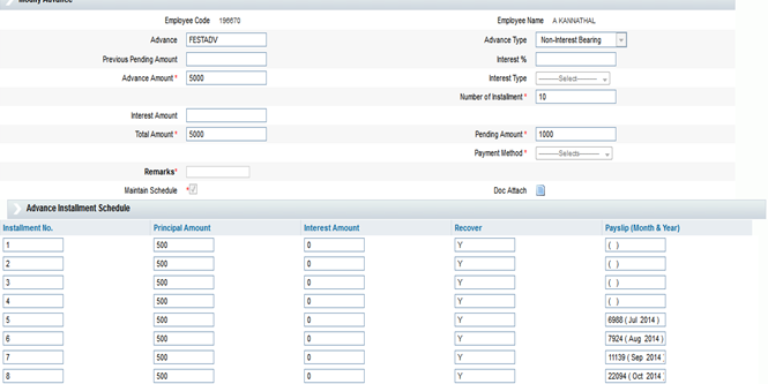 Modify Advance
Employee Code 196670 Employee Name A KANNATHAL
Advance FESTADV Advance Type Non-Interest Bearing
Previous Pending Amount Interest %
Advance Amount * 5000 Interest Type --------Select-------
Number of Installment * 10
Interest Amount
Total Amount * 5000 Pending Amount * 1000
Payment Method * --------Selects-------
Remarks*
Maintain Schedule * Doc Attach
Advance Installment Schedule
Installment No. Principal Amount Interest Amount Recover Payslip (Month & Year)
1 500 0 Y ( )
2 500 0 Y ( )
3 500 0 Y ( )
4 500 0 Y ( )
5 500 0 Y 6988 ( Jul 2014 )
6 500 0 Y 7924 ( Aug 2014 )
7 500 0 Y 11139 ( Sep 2014
8 500 0 Y 22094 ( Oct 2014